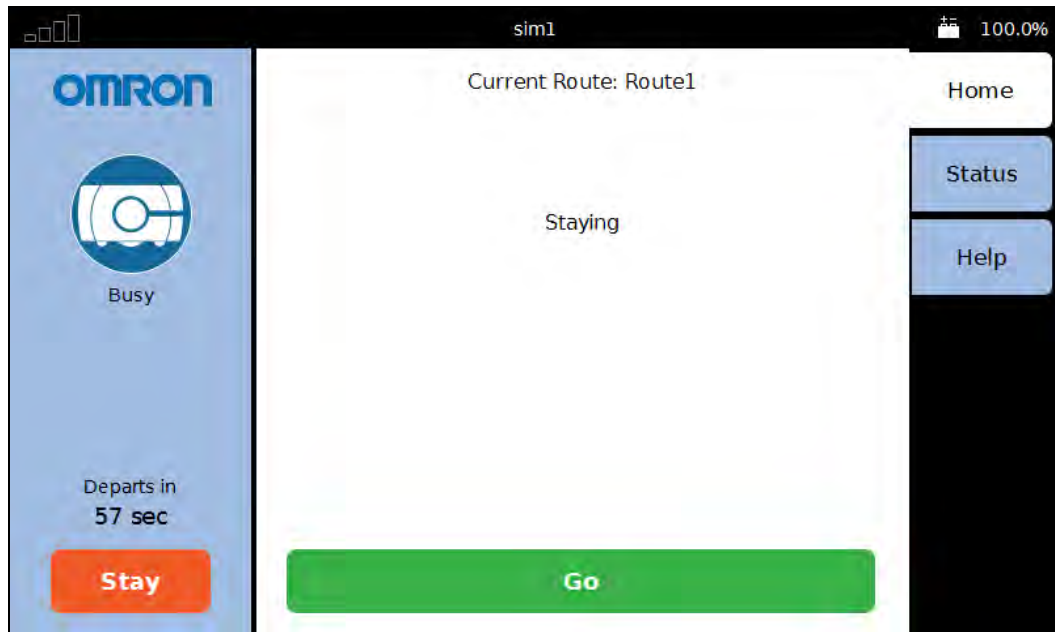 sim1
100.0%
OMRON
Busy
Departs in
57 sec
Stay
Current Route: Route1
Staying
Go
Home
Status
Help